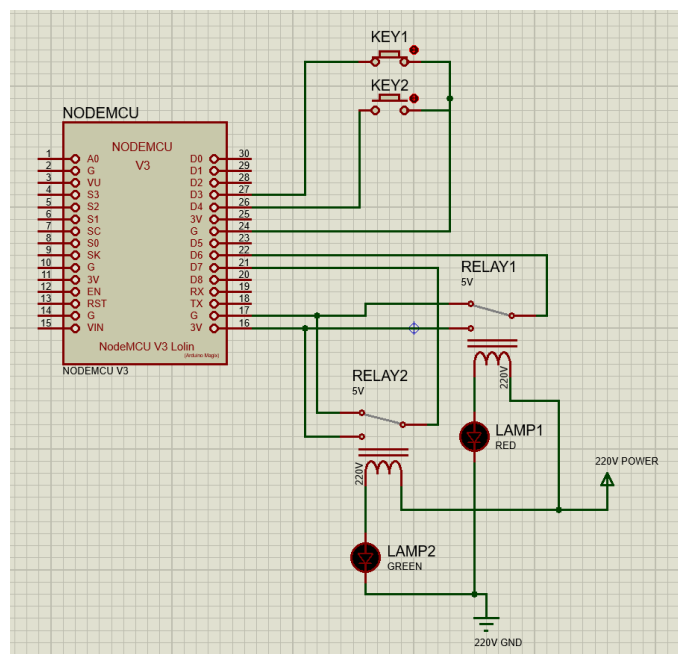 KEY1
KEY2
NODEMCU
NODEMCU
V3
1 A0 D0 30
2 G D1 29
3 VU D2 28
4 S3 D3 27
5 S2 D4 26
6 S1 3V 25
7 SC G 24
8 S0 D5 23
9 SK D6 22
10 G D7 21
11 3V D8 20
12 EN RX 19
13 RST TX 18
14 G G 17
15 VIN 3V 16
NodeMCU V3 Lolin
(Arduino Magix)
NODEMCU V3
RELAY1
5V
220V
RELAY2
5V
220V
LAMP1
RED
220V POWER
LAMP2
GREEN
220V GND